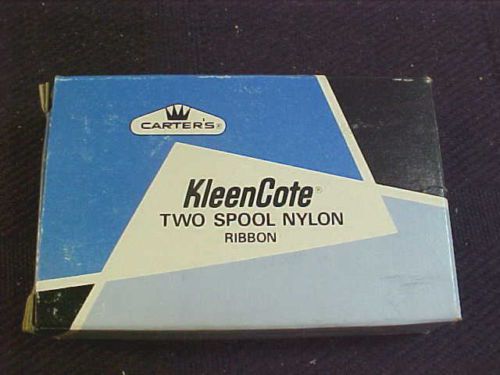 CARTER'S®
KleenCote®
TWO SPOOL NYLON
RIBBON